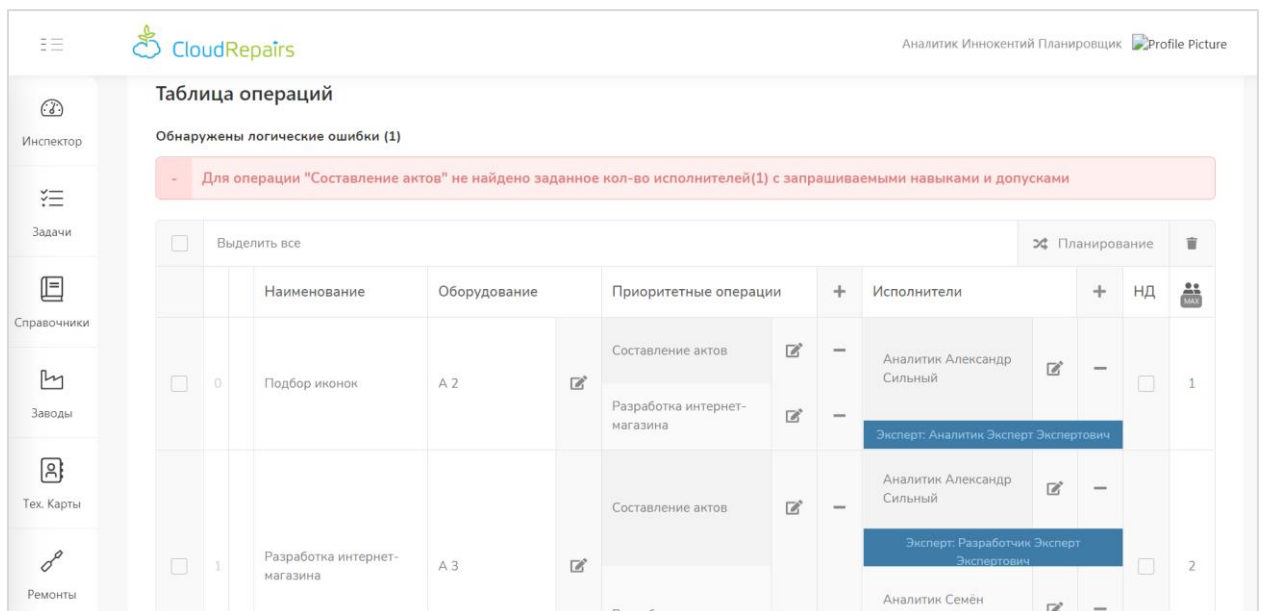 CloudRepairs
Аналитик Иннокентий Планировщик Profile Picture
Инспектор
Задачи
Справочники
Заводы
Тех. Карты
Ремонты
Таблица операций
Обнаружены логические ошибки (1)
- Для операции "Составление актов" не найдено заданное кол-во исполнителей(1) с запрашиваемыми навыками и допусками
Выделить все
Планирование
Наименование Оборудование Приоритетные операции + Исполнители + НД MAX
0
Подбор иконок
А 2
Составление актов
Разработка интернет-
магазина
Аналитик Александр
Сильный
Эксперт: Аналитик Эксперт Экспертович
1
1
Разработка интернет-
магазина
А 3
Составление актов
Аналитик Александр
Сильный
Эксперт: Разработчик Эксперт
Экспертович
Аналитик Семён
2